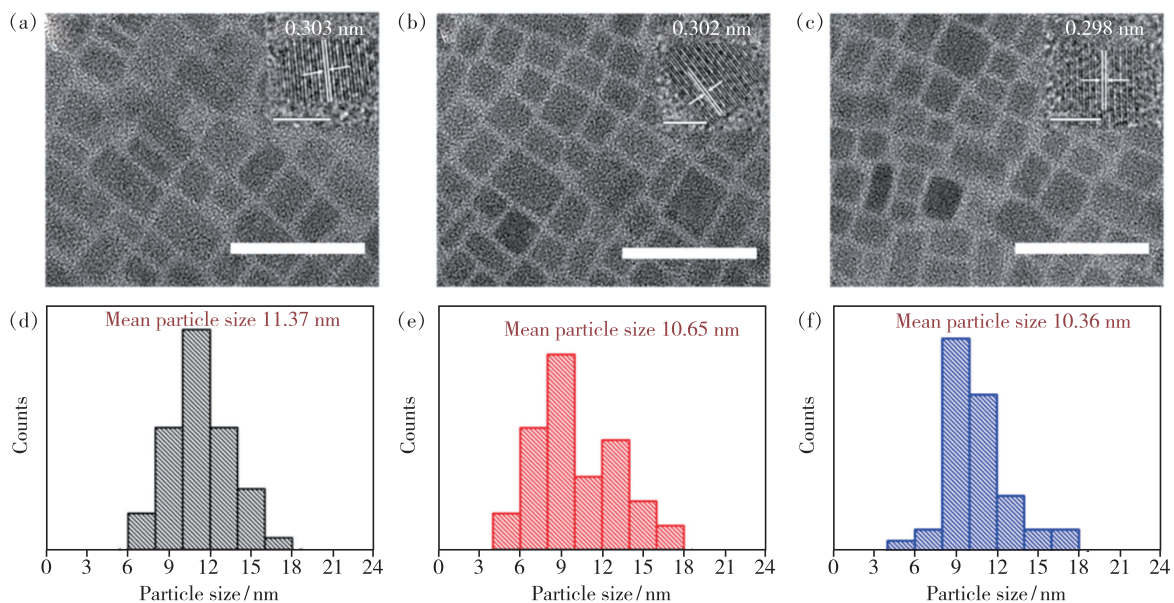 (a)
0.303 nm
(b)
0.302 nm
(c)
0.298 nm
(d)
Mean particle size 11.37 nm
Counts
0 3 6 9 12 15 18 21 24
Particle size/nm
(e)
Mean particle size 10.65 nm
Counts
0 3 6 9 12 15 18 21 24
Particle size/nm
(f)
Mean particle size 10.36 nm
Counts
0 3 6 9 12 15 18 21 24
Particle size/nm